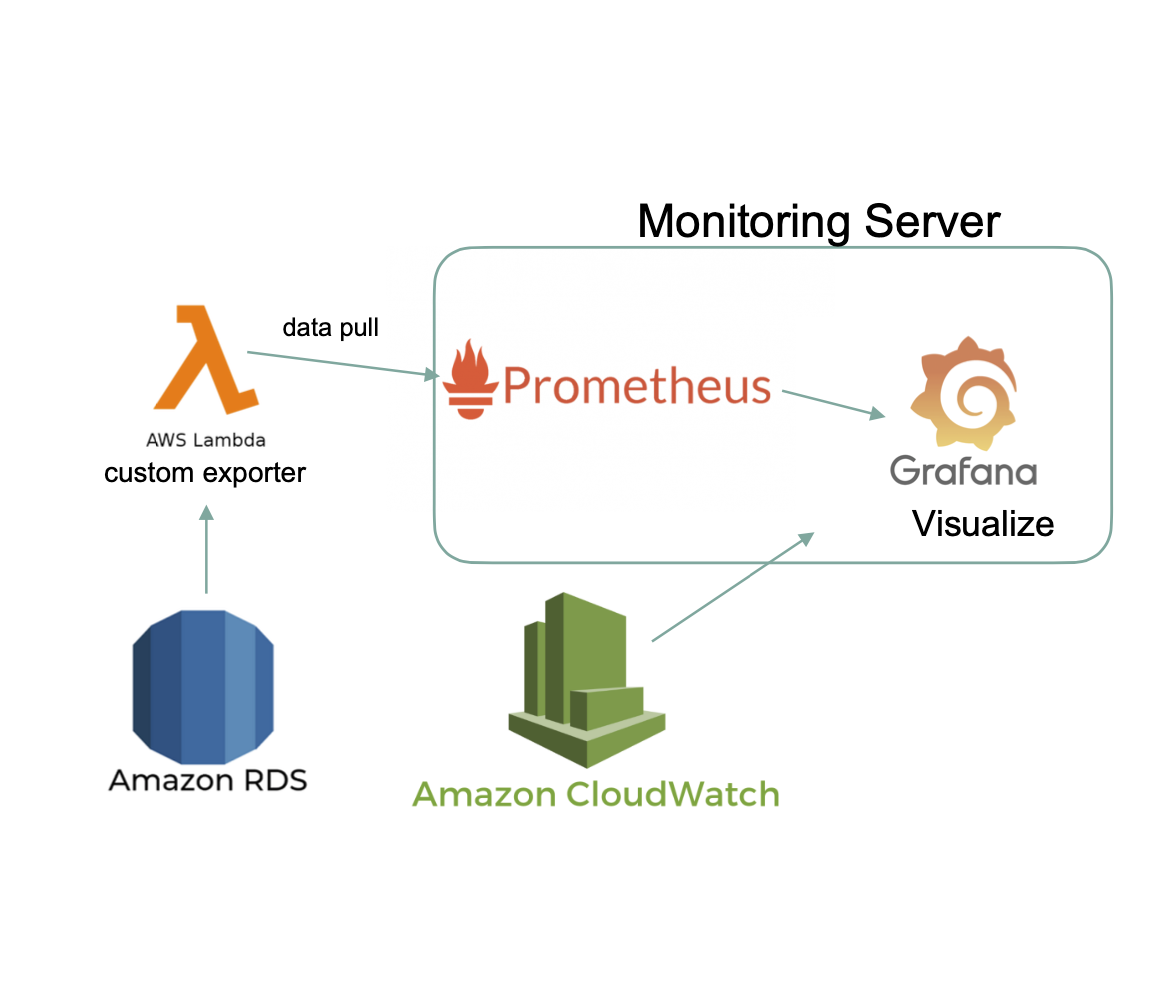 Monitoring Server
data pull
Prometheus
AWS Lambda
custom exporter
Grafana
Visualize
Amazon RDS
Amazon CloudWatch